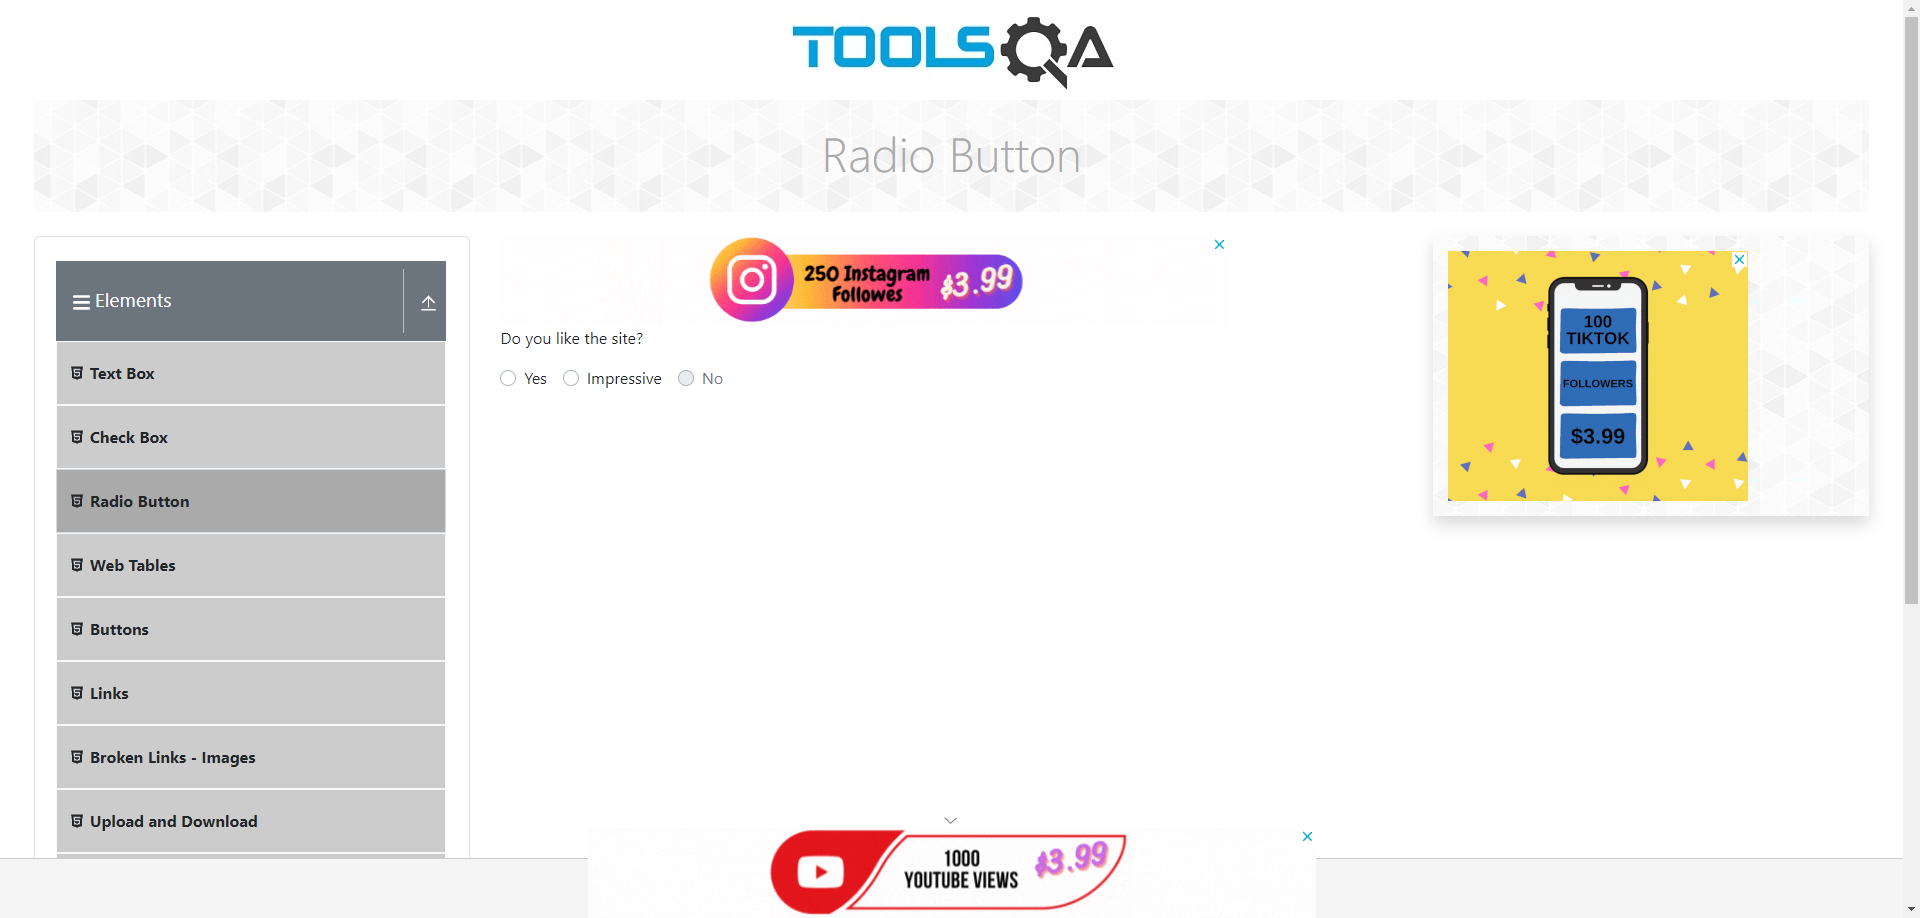 TOOLSQA
Radio Button
Elements
Text Box
Check Box
Radio Button
Web Tables
Buttons
Links
Broken Links - Images
Upload and Download
250 Instagram
Followes
$3.99
Do you like the site?
Yes
Impressive
No
100
TIKTOK
FOLLOWERS
$3.99
1000
YOUTUBE VIEWS
$3.99